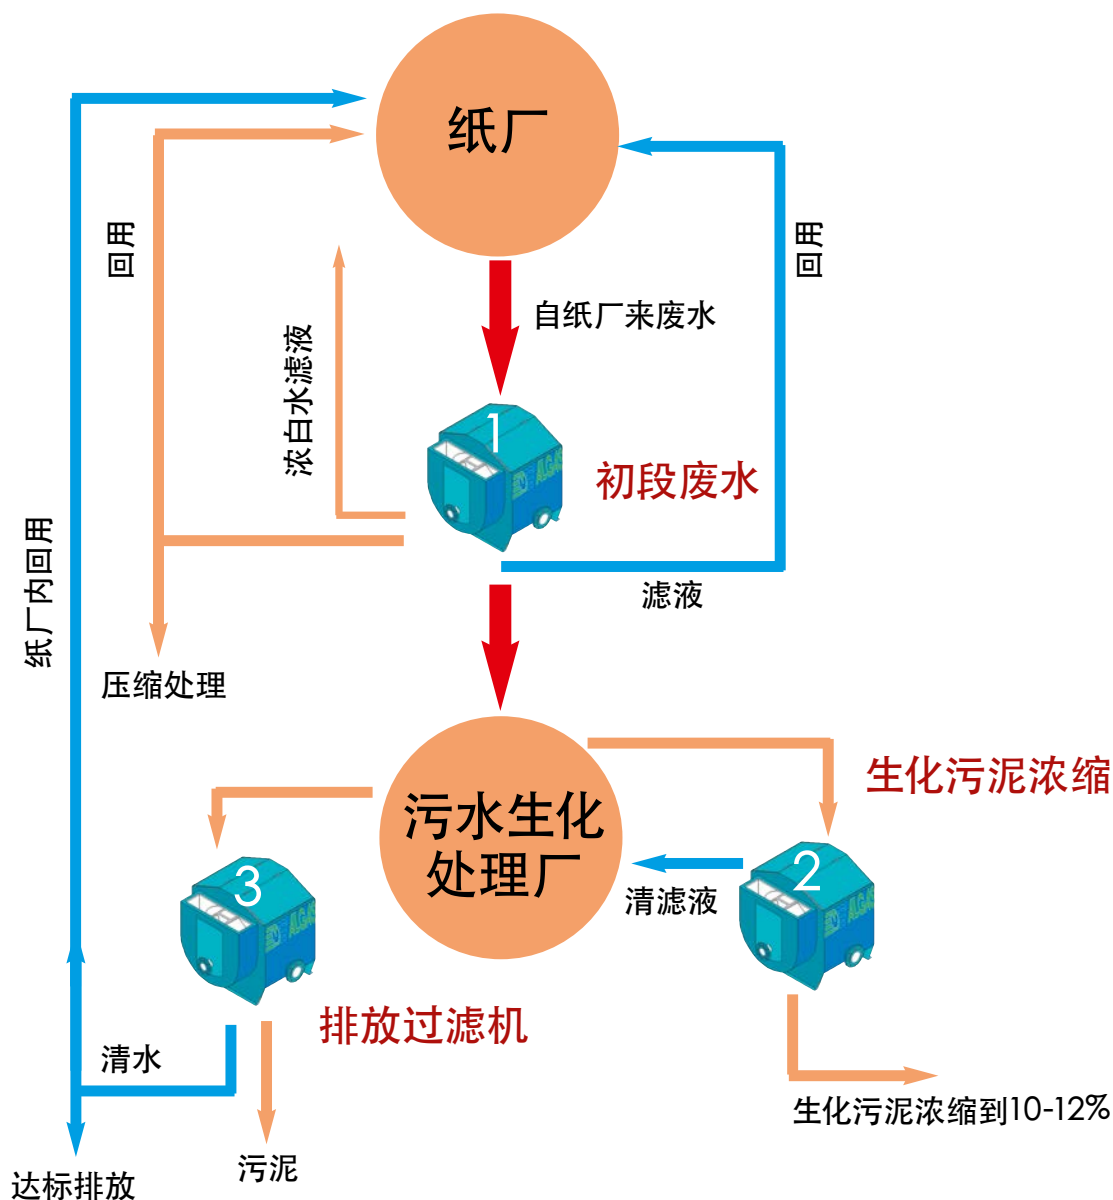 纸厂
回用
回用
自纸厂来废水
浓白水滤液
1
初段废水
纸厂内回用
滤液
压缩处理
生化污泥浓缩
污水生化
处理厂
2
3
清滤液
排放过滤机
清水
生化污泥浓缩到10-12%
污泥
达标排放